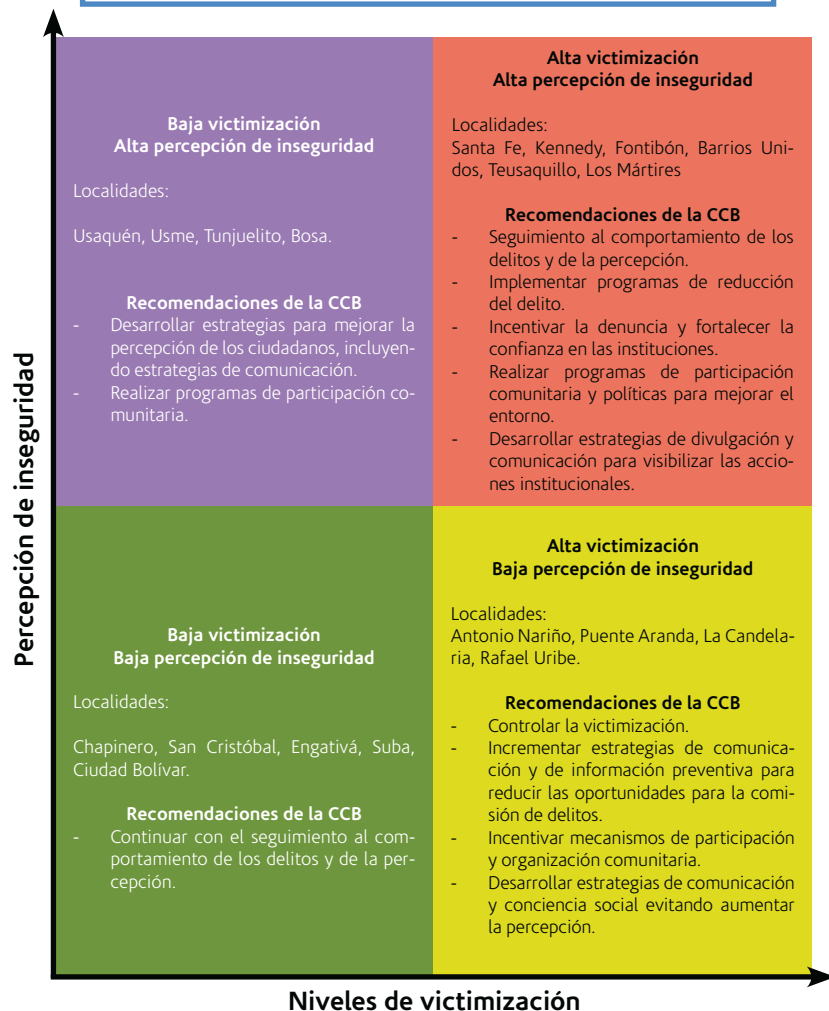 Percepción de inseguridad
Baja victimización
Alta percepción de inseguridad
Localidades:
Usaquén, Usme, Tunjuelito, Bosa.
Recomendaciones de la CCB
- Desarrollar estrategias para mejorar la
percepción de los ciudadanos, incluyen-
do estrategias de comunicación.
- Realizar programas de participación co-
munitaria.
Alta victimización
Alta percepción de inseguridad
Localidades:
Santa Fe, Kennedy, Fontibón, Barrios Uni-
dos, Teusaquillo, Los Mártires
Recomendaciones de la CCB
- Seguimiento al comportamiento de los
delitos y de la percepción.
- Implementar programas de reducción
del delito.
- Incentivar la denuncia y fortalecer la
confianza en las instituciones.
- Realizar programas de participación
comunitaria y políticas para mejorar el
entorno.
- Desarrollar estrategias de divulgación y
comunicación para visibilizar las accio-
nes institucionales.
Baja victimización
Baja percepción de inseguridad
Localidades:
Chapinero, San Cristóbal, Engativá, Suba,
Ciudad Bolívar.
Recomendaciones de la CCB
- Continuar con el seguimiento al com-
portamiento de los delitos y de la per-
cepción.
Alta victimización
Baja percepción de inseguridad
Localidades:
Antonio Nariño, Puente Aranda, La Candela-
ria, Rafael Uribe.
Recomendaciones de la CCB
- Controlar la victimización.
- Incrementar estrategias de comunica-
ción y de información preventiva para
reducir las oportunidades para la comi-
sión de delitos.
- Incentivar mecanismos de participación
y organización comunitaria.
- Desarrollar estrategias de comunicación
y conciencia social evitando aumentar
la percepción.
Niveles de victimización